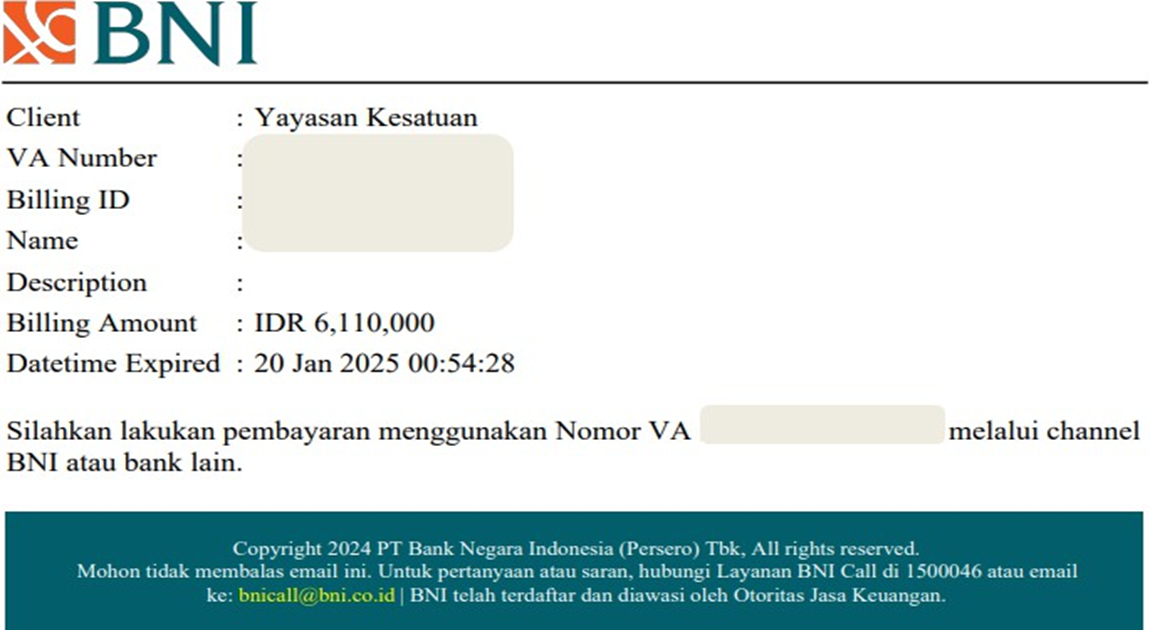 BNI
Client : Yayasan Kesatuan
VA Number :
Billing ID :
Name :
Description :
Billing Amount : IDR 6,110,000
Datetime Expired : 20 Jan 2025 00:54:28
Silahkan lakukan pembayaran menggunakan Nomor VA melalui channel
BNI atau bank lain.
Copyright 2024 PT Bank Negara Indonesia (Persero) Tbk, All rights reserved.
Mohon tidak membalas email ini. Untuk pertanyaan atau saran, hubungi Layanan BNI Call di 1500046 atau email
ke: bnicall@bni.co.id | BNI telah terdaftar dan diawasi oleh Otoritas Jasa Keuangan.